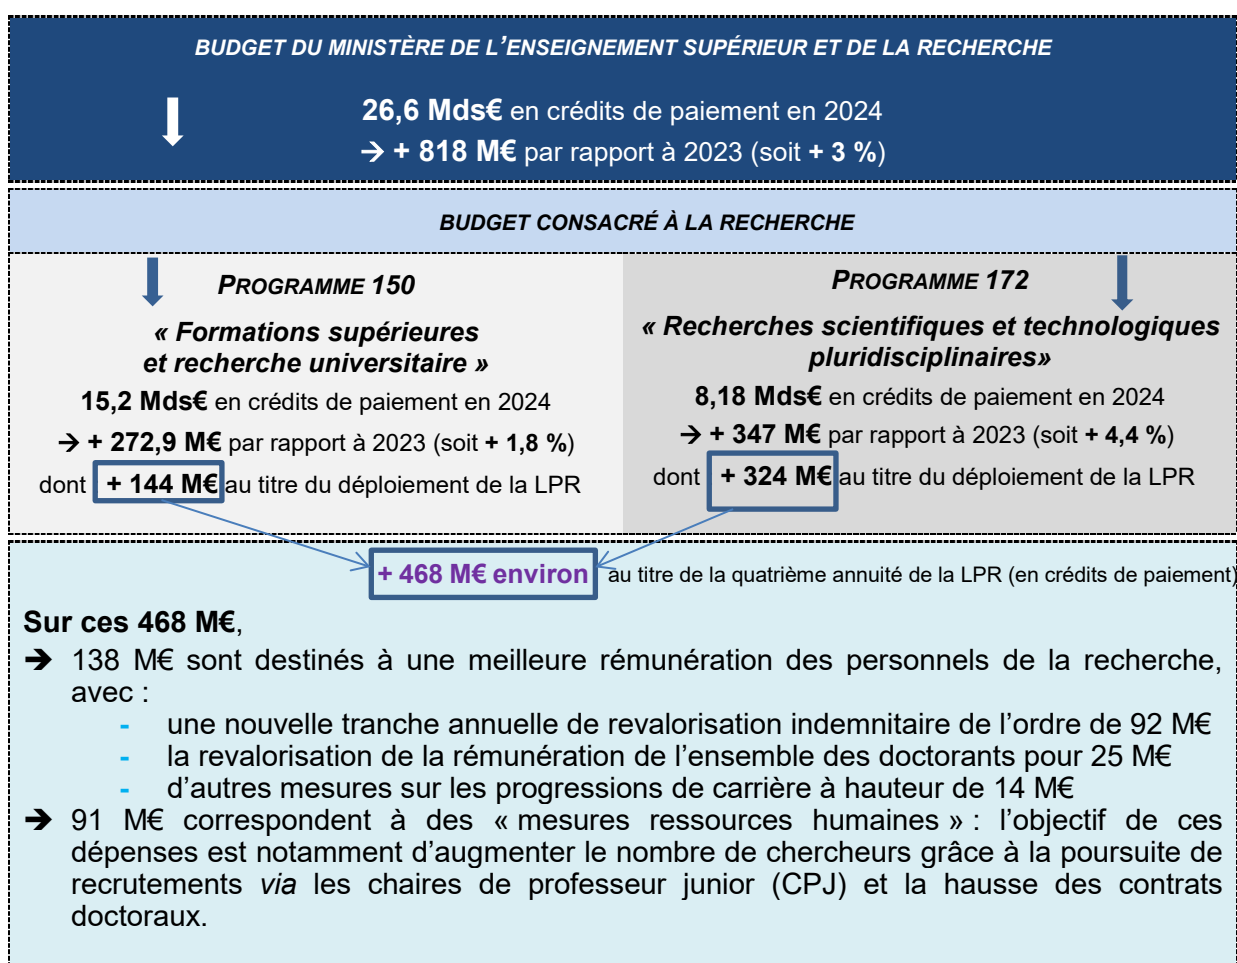 BUDGET DU MINISTÈRE DE L’ENSEIGNEMENT SUPÉRIEUR ET DE LA RECHERCHE
26,6 Mds€ en crédits de paiement en 2024
→ + 818 M€ par rapport à 2023 (soit + 3 %)
BUDGET CONSACRÉ À LA RECHERCHE
PROGRAMME 150
« Formations supérieures
et recherche universitaire »
15,2 Mds€ en crédits de paiement en 2024
→ + 272,9 M€ par rapport à 2023 (soit + 1,8 %)
dont + 144 M€ au titre du déploiement de la LPR
PROGRAMME 172
« Recherches scientifiques et technologiques
pluridisciplinaires»
8,18 Mds€ en crédits de paiement en 2024
→ + 347 M€ par rapport à 2023 (soit + 4,4 %)
dont + 324 M€ au titre du déploiement de la LPR
+ 468 M€ environ au titre de la quatrième annuité de la LPR (en crédits de paiement)
Sur ces 468 M€,
➔ 138 M€ sont destinés à une meilleure rémunération des personnels de la recherche,
avec :
- une nouvelle tranche annuelle de revalorisation indemnitaire de l’ordre de 92 M€
- la revalorisation de la rémunération de l’ensemble des doctorants pour 25 M€
- d’autres mesures sur les progressions de carrière à hauteur de 14 M€
➔ 91 M€ correspondent à des « mesures ressources humaines » : l’objectif de ces
dépenses est notamment d’augmenter le nombre de chercheurs grâce à la poursuite de
recrutements via les chaires de professeur junior (CPJ) et la hausse des contrats
doctoraux.